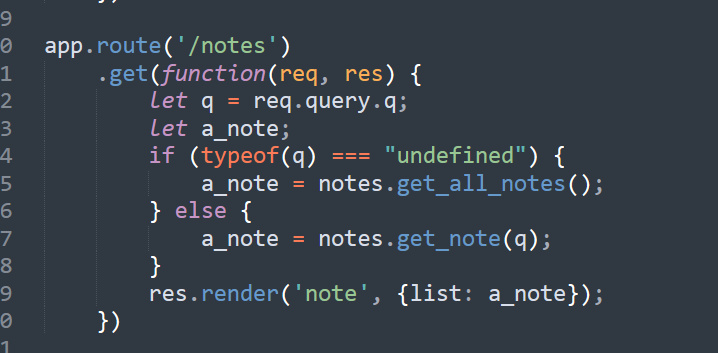 9
0 app.route('/notes')
1     .get(function(req, res) {
2         let q = req.query.q;
3         let a_note;
4         if (typeof(q) === "undefined") {
5             a_note = notes.get_all_notes();
6         } else {
7             a_note = notes.get_note(q);
8         }
9         res.render('note', {list: a_note});
0     })
1